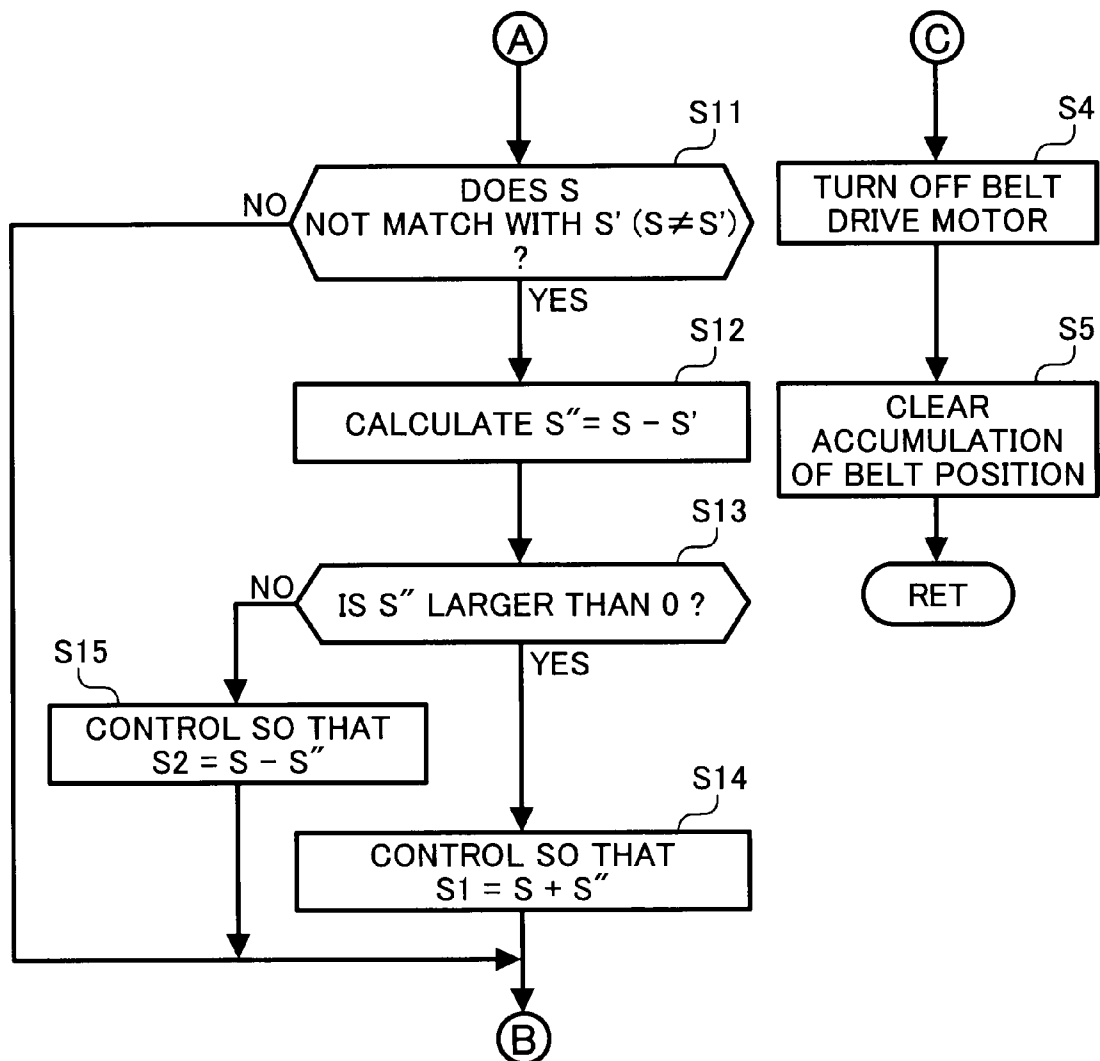 A
S11
DOES S
NOT MATCH WITH S' (S≠S')
?
NO
YES
S12
CALCULATE S″= S − S'
S13
IS S″ LARGER THAN 0 ?
NO
YES
S15
CONTROL SO THAT
S2 = S − S″
S14
CONTROL SO THAT
S1 = S + S″
B
C
S4
TURN OFF BELT
DRIVE MOTOR
S5
CLEAR
ACCUMULATION
OF BELT POSITION
RET